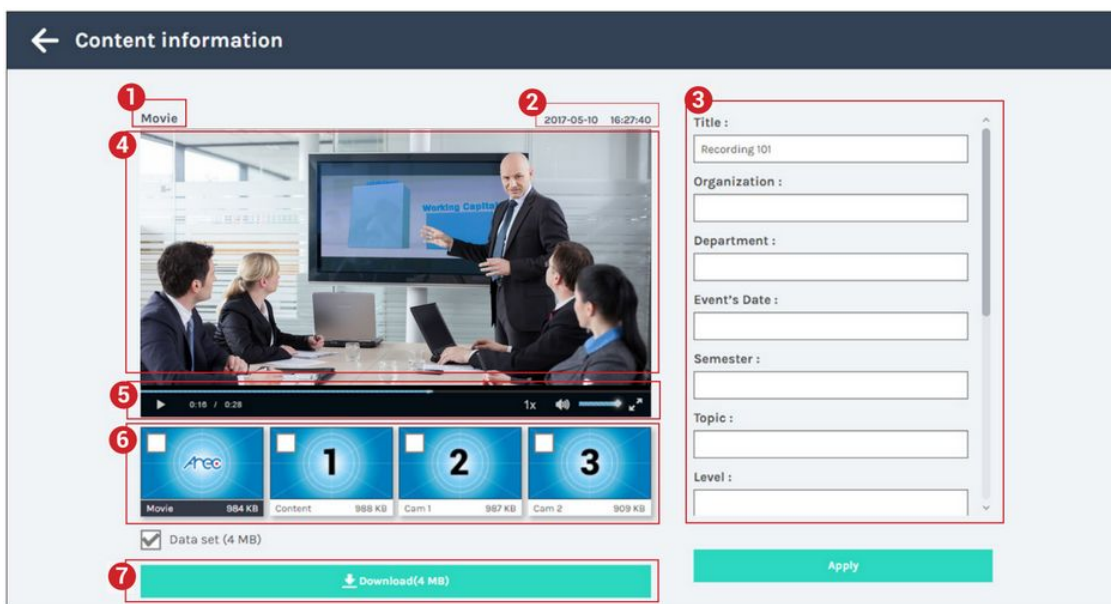 Content information
1
Movie
2
2017-05-10 16:27:40
4
Working Capital
5
0:16 / 0:28
1x
6
Arec
1
2
3
Movie 984 KB
Content 988 KB
Cam 1 987 KB
Cam 2 909 KB
Data set (4 MB)
7
Download(4 MB)
3
Title :
Recording 101
Organization :
Department :
Event's Date :
Semester :
Topic :
Level :
Apply